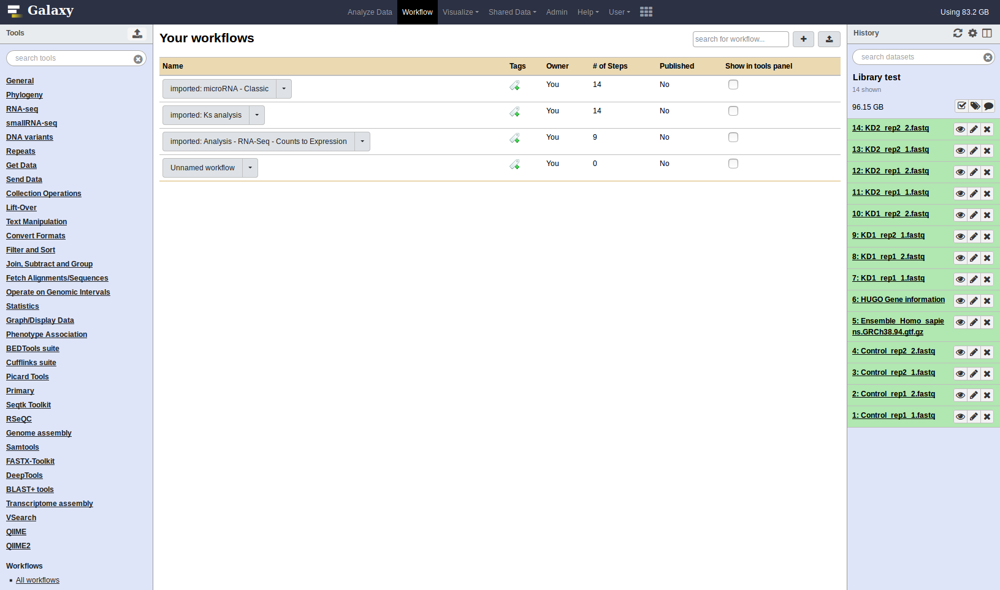 Galaxy
Analyze Data Workflow Visualize Shared Data Admin Help User
Using 83.2 GB
Tools
search tools
General
Phylogeny
RNA-seq
smallRNA-seq
DNA variants
Repeats
Get Data
Send Data
Collection Operations
Lift-Over
Text Manipulation
Convert Formats
Filter and Sort
Join, Subtract and Group
Fetch Alignments/Sequences
Operate on Genomic Intervals
Statistics
Graph/Display Data
Phenotype Association
BEDTools suite
Cufflinks suite
Picard Tools
Primary
Seqtk Toolkit
RSeQC
Genome assembly
Samtools
FASTX-Toolkit
DeepTools
BLAST+ tools
Transcriptome assembly
VSearch
QIIME
QIIME2
Workflows
All workflows
Your workflows
search for workflow...
Name Tags Owner # of Steps Published Show in tools panel
imported: microRNA - Classic You 14 No
imported: Ks analysis You 14 No
imported: Analysis - RNA-Seq - Counts to Expression You 9 No
Unnamed workflow You 0 No
History
search datasets
Library test
14 shown
96.15 GB
14: KD2_rep2_2.fastq
13: KD2_rep2_1.fastq
12: KD2_rep1_2.fastq
11: KD2_rep1_1.fastq
10: KD1_rep2_2.fastq
9: KD1_rep2_1.fastq
8: KD1_rep1_2.fastq
7: KD1_rep1_1.fastq
6: HUGO Gene information
5: Ensemble_Homo_sapie
ns.GRCh38.94.gtf.gz
4: Control_rep2_2.fastq
3: Control_rep2_1.fastq
2: Control_rep1_2.fastq
1: Control_rep1_1.fastq